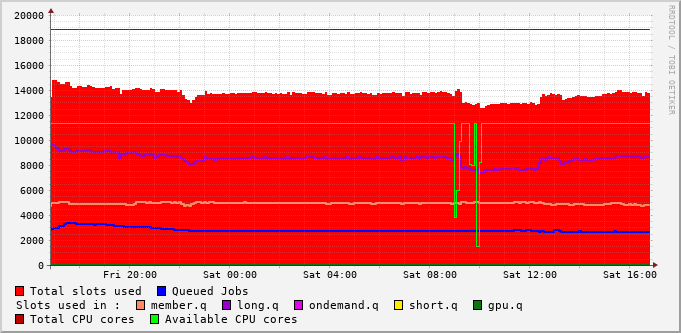 RRDTOOL / TOBI OETIKER
20000
18000
16000
14000
12000
10000
8000
6000
4000
2000
0
Fri 20:00 Sat 00:00 Sat 04:00 Sat 08:00 Sat 12:00 Sat 16:00
Total slots used Queued Jobs
Slots used in : member.q long.q ondemand.q short.q gpu.q
Total CPU cores Available CPU cores